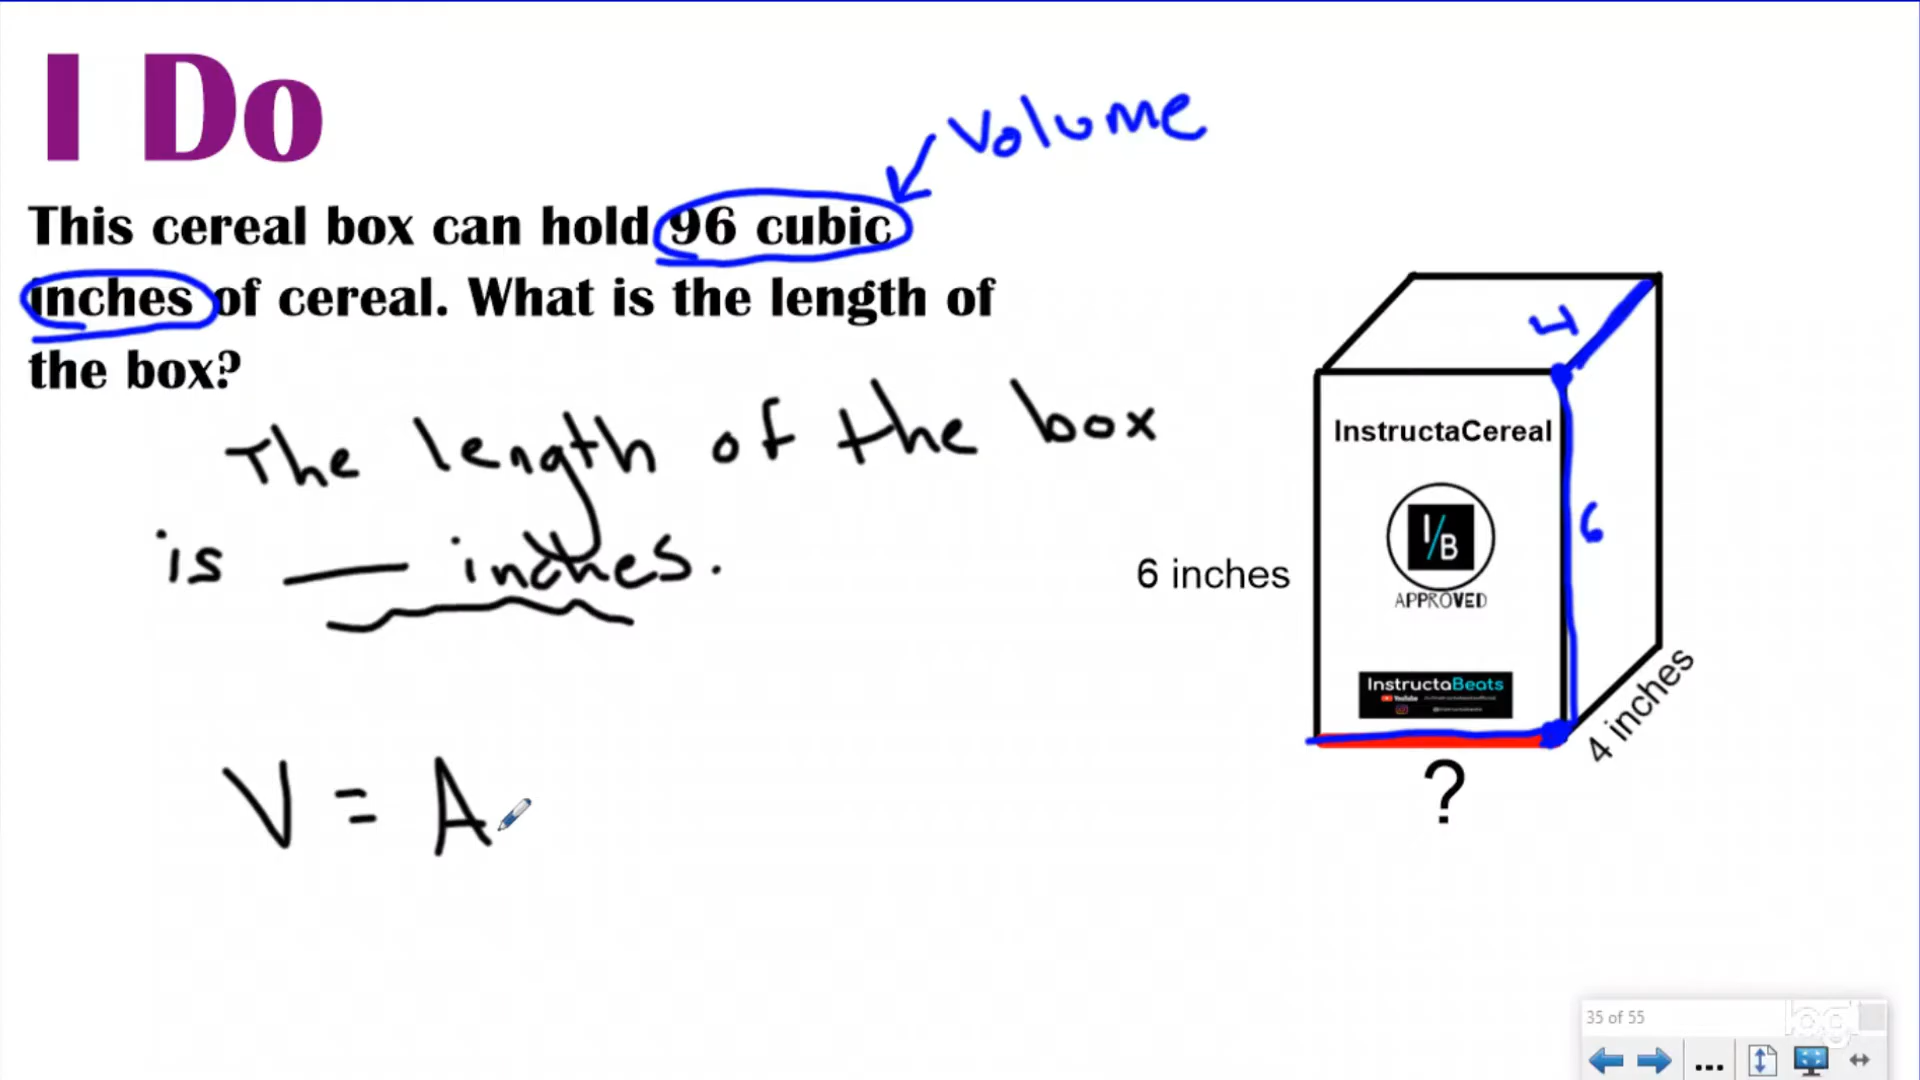 I Do
Volume
This cereal box can hold 96 cubic
inches of cereal. What is the length of
the box?
The length of the box
is __ inches.
V = A
4
InstructaCereal
I/B
APPROVED
6
6 inches
InstructaBeats
YouTube
4 inches
?
35 of 55
...